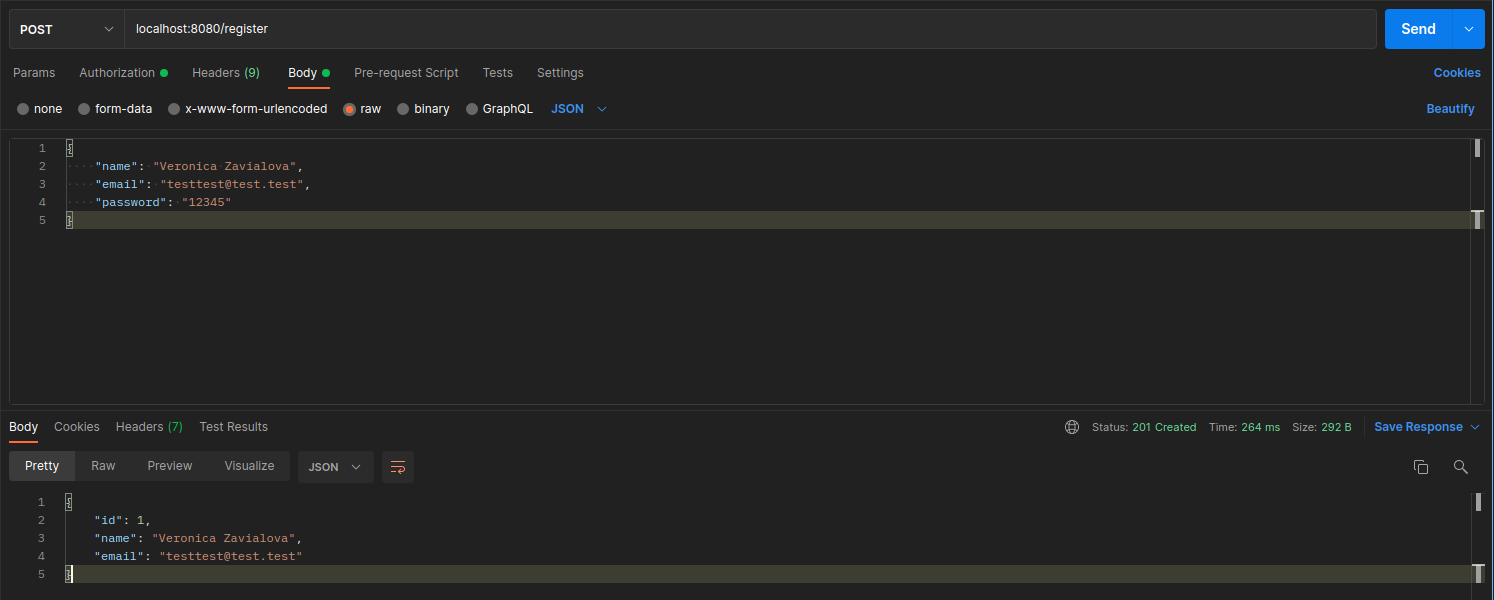 POST localhost:8080/register Send
Params Authorization Headers (9) Body Pre-request Script Tests Settings Cookies
none form-data x-www-form-urlencoded raw binary GraphQL JSON Beautify
1 {
2 "name": "Veronica Zavialova",
3 "email": "testtest@test.test",
4 "password": "12345"
5 }
Body Cookies Headers (7) Test Results Status: 201 Created Time: 264 ms Size: 292 B Save Response
Pretty Raw Preview Visualize JSON
1 {
2 "id": 1,
3 "name": "Veronica Zavialova",
4 "email": "testtest@test.test"
5 }